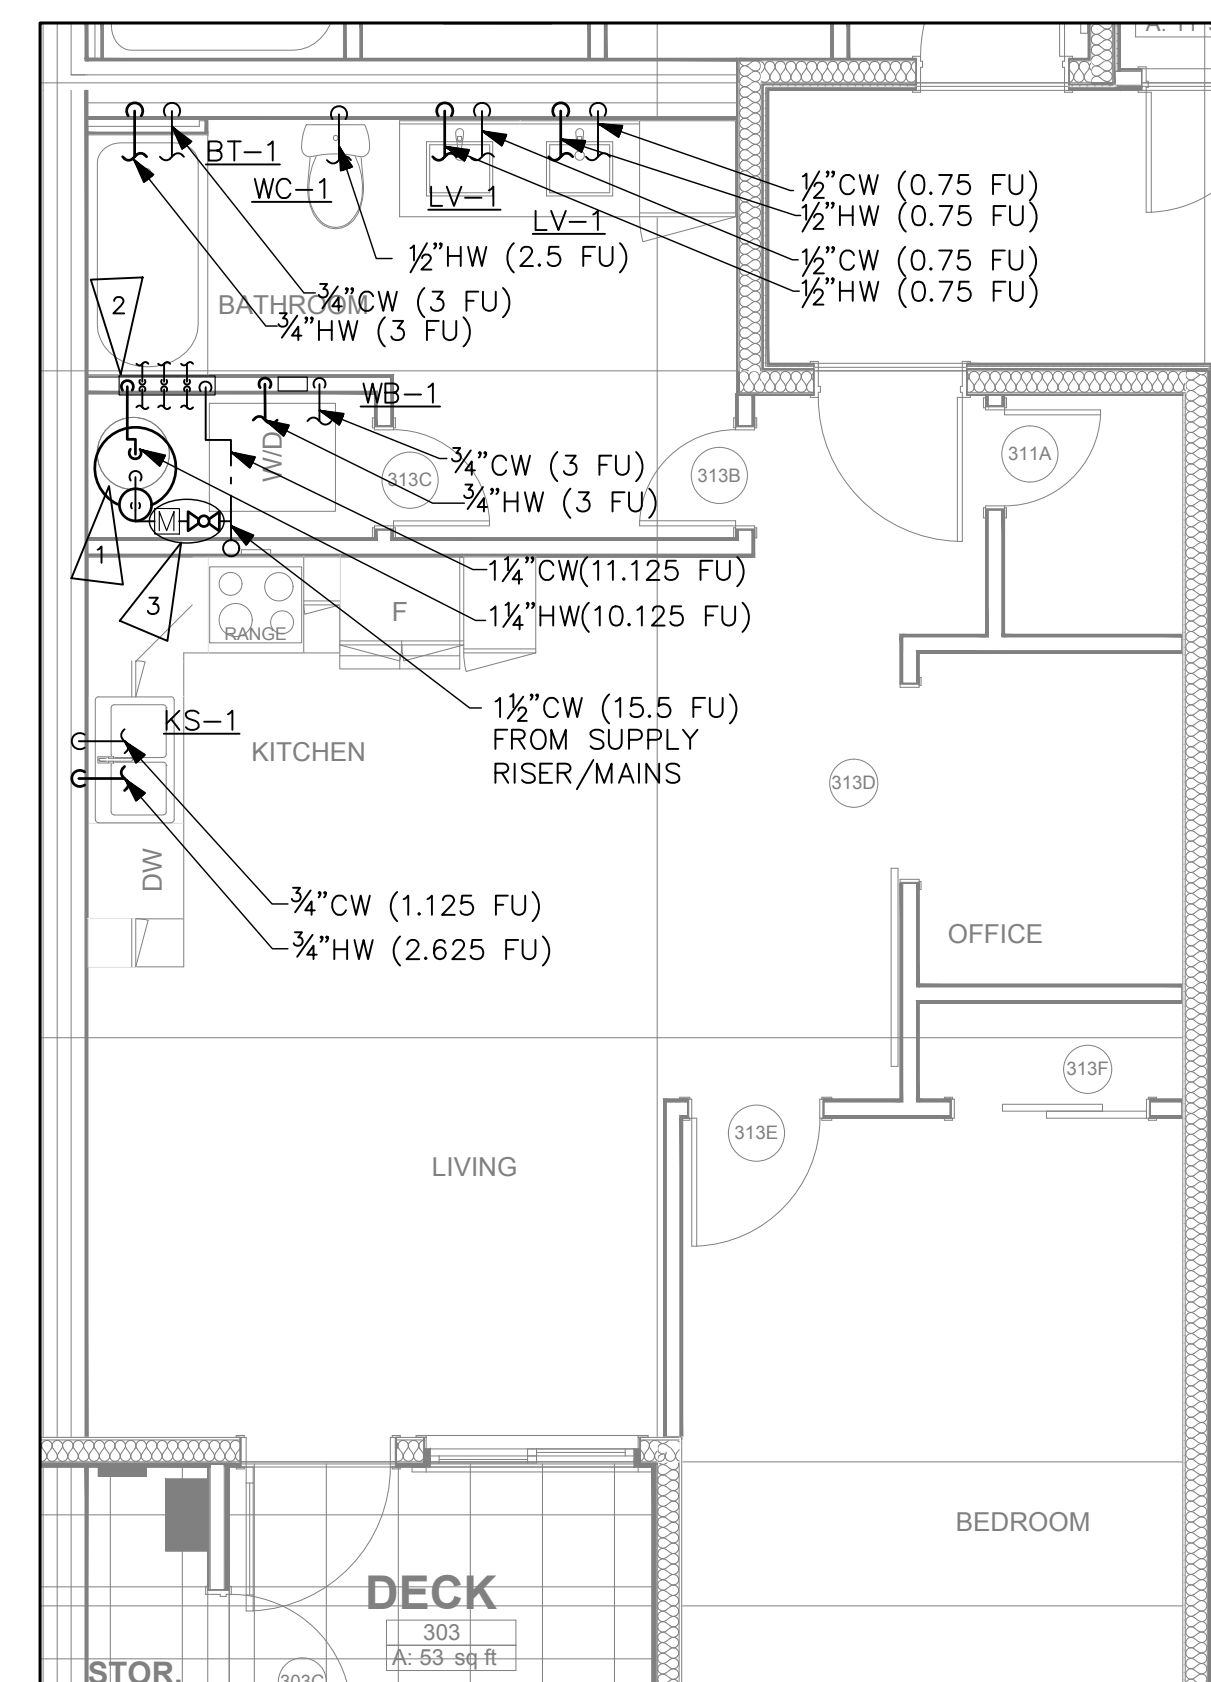 BT-1
WC-1
LV-1
LV-1
½"CW (0.75 FU)
½"HW (0.75 FU)
½"CW (0.75 FU)
½"HW (0.75 FU)
½"HW (2.5 FU)
BATHROOM
¾"CW (3 FU)
¾"HW (3 FU)
2
WB-1
W/D
313C
313B
311A
¾"CW (3 FU)
¾"HW (3 FU)
M
1
3
1¼"CW(11.125 FU)
1¼"HW(10.125 FU)
F
RANGE
1½"CW (15.5 FU)
FROM SUPPLY
RISER/MAINS
KS-1
KITCHEN
313D
DW
¾"CW (1.125 FU)
¾"HW (2.625 FU)
OFFICE
313F
313E
LIVING
BEDROOM
DECK
303
A: 53 sq ft
STOR.
303C